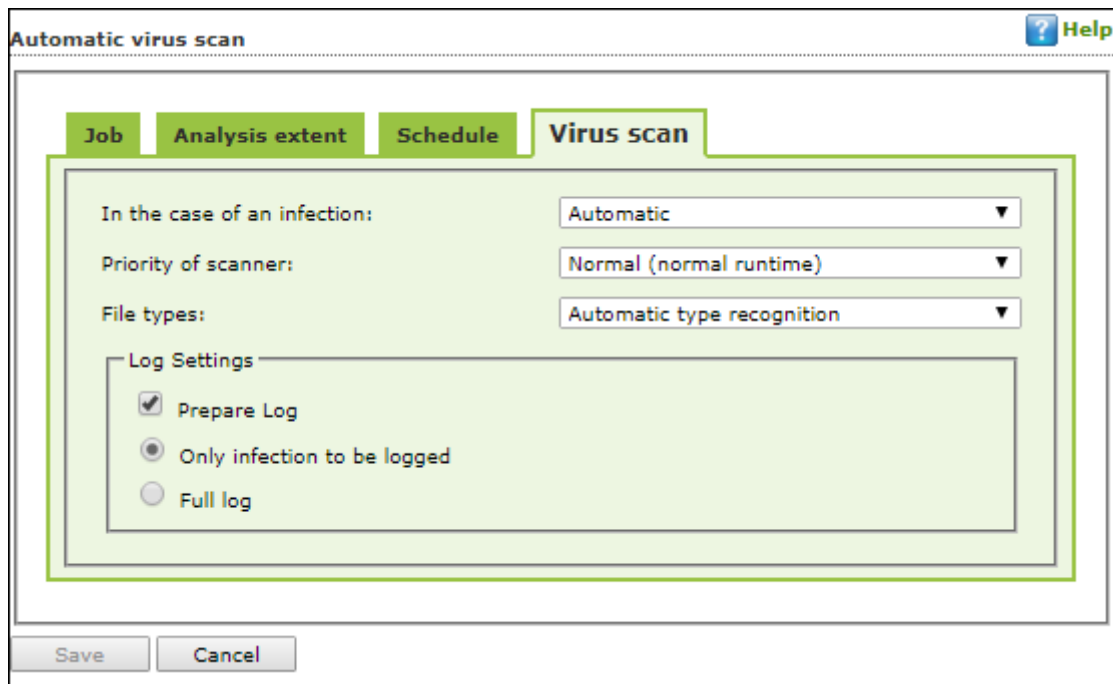 Automatic virus scan
? Help
Job Analysis extent Schedule Virus scan
In the case of an infection: Automatic
Priority of scanner: Normal (normal runtime)
File types: Automatic type recognition
Log Settings
Prepare Log
Only infection to be logged
Full log
Save Cancel